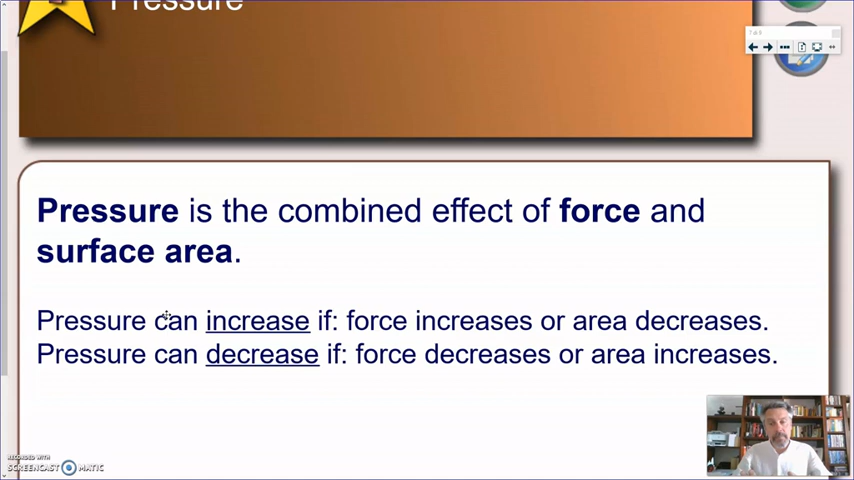 Pressure
Pressure is the combined effect of force and
surface area.
Pressure can increase if: force increases or area decreases.
Pressure can decrease if: force decreases or area increases.
RECORDED WITH
SCREENCAST MATIC